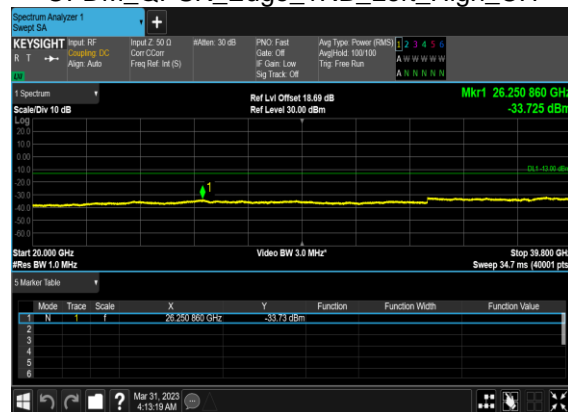 Spectrum Analyzer 1
Swept SA
+
KEYSIGHT Input: RF Input Z: 50 Ω #Atten: 30 dB PNO: Fast Avg Type: Power (RMS) 1 2 3 4 5 6
R T Coupling: DC Corr CCorr Gate: Off Avg|Hold: 100/100 A W W W W W
Align: Auto Freq Ref: Int (S) IF Gain: Low Trig: Free Run
LU Sig Track: Off A N N N N N
1 Spectrum
Ref Lvl Offset 18.69 dB Mkr1 26.250 860 GHz
Scale/Div 10 dB Ref Level 30.00 dBm -33.725 dBm
Log
20.0
10.0
0.00
-10.0
DL1 -13.00 dBm
-20.0
1
-30.0
-40.0
-50.0
-60.0
Start 20.000 GHz Video BW 3.0 MHz* Stop 39.800 GHz
#Res BW 1.0 MHz Sweep 34.7 ms (40001 pts
5 Marker Table
Mode Trace Scale X Y Function Function Width Function Value
1 N 1 f 26.250 860 GHz -33.73 dBm
2
3
4
5
6
? Mar 31, 2023
4:13:19 AM